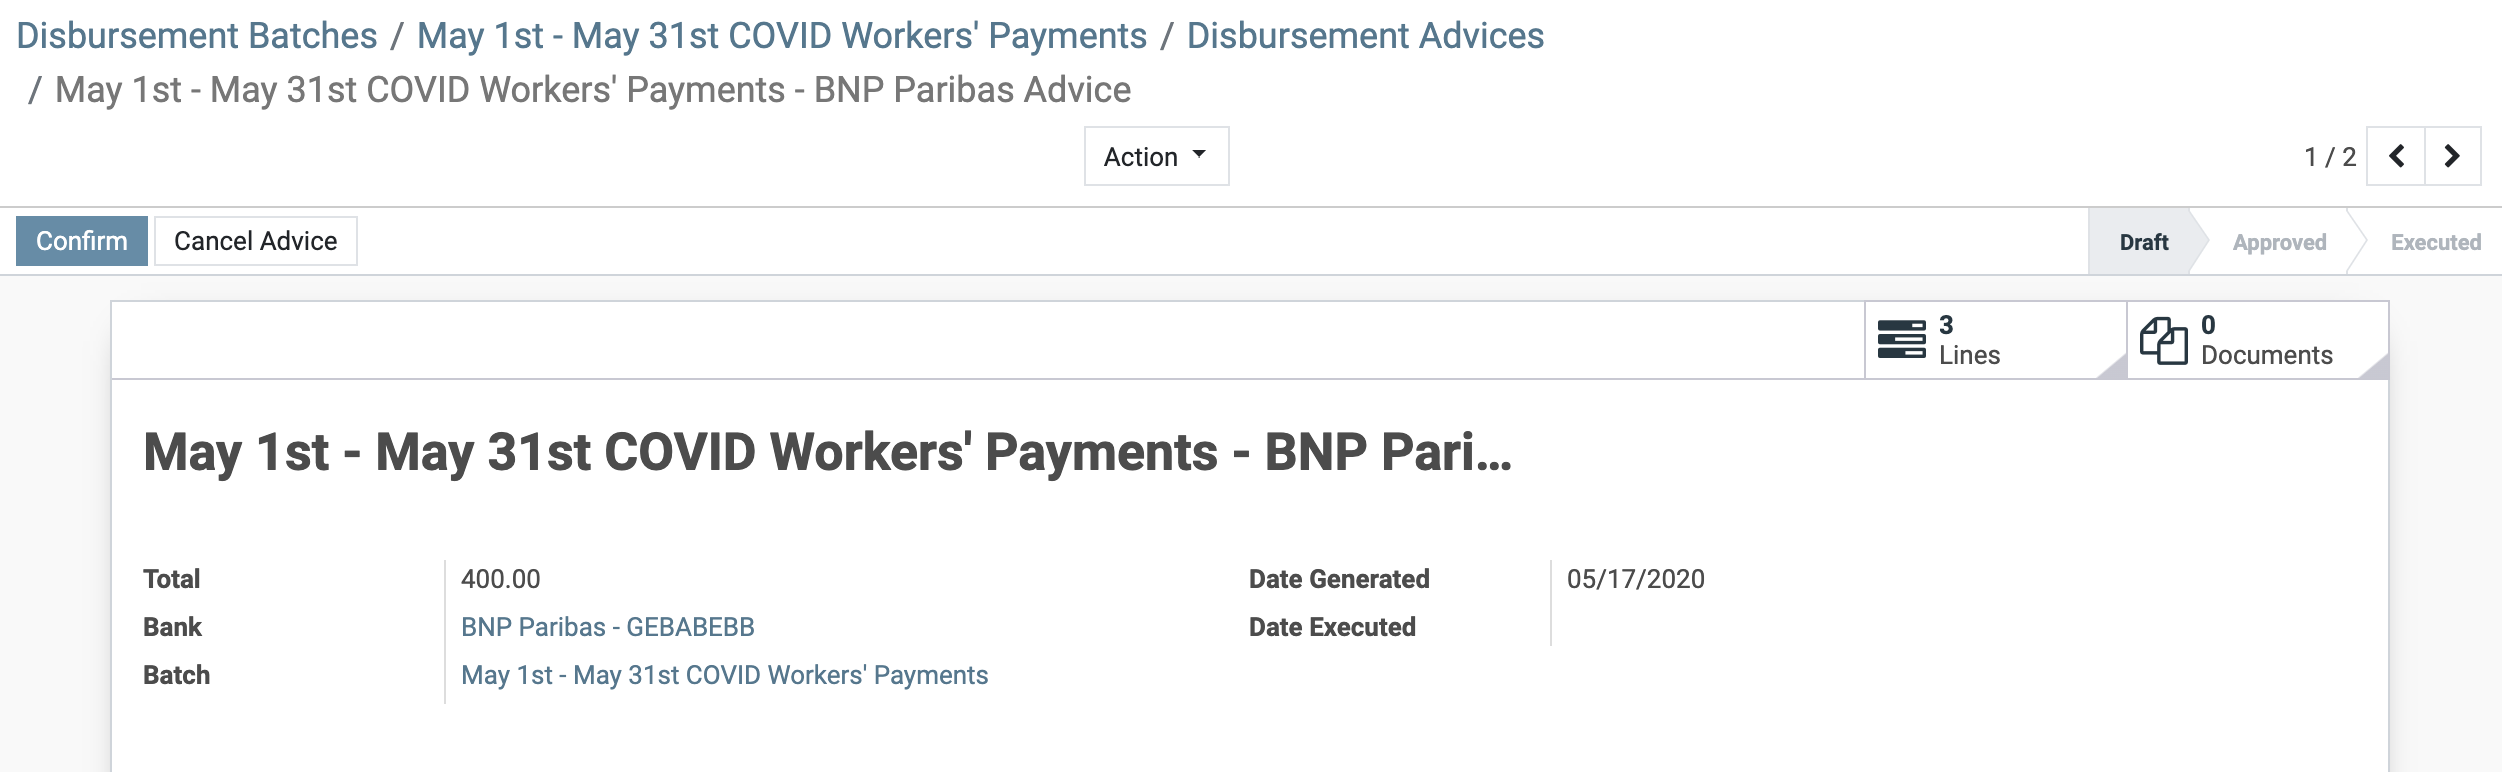 Disbursement Batches / May 1st - May 31st COVID Workers' Payments / Disbursement Advices
/ May 1st - May 31st COVID Workers' Payments - BNP Paribas Advice
Action
1 / 2
Confirm
Cancel Advice
Draft
Approved
Executed
3
Lines
0
Documents
May 1st - May 31st COVID Workers' Payments - BNP Pari...
Total 400.00
Bank BNP Paribas - GEBABEBB
Batch May 1st - May 31st COVID Workers' Payments
Date Generated 05/17/2020
Date Executed